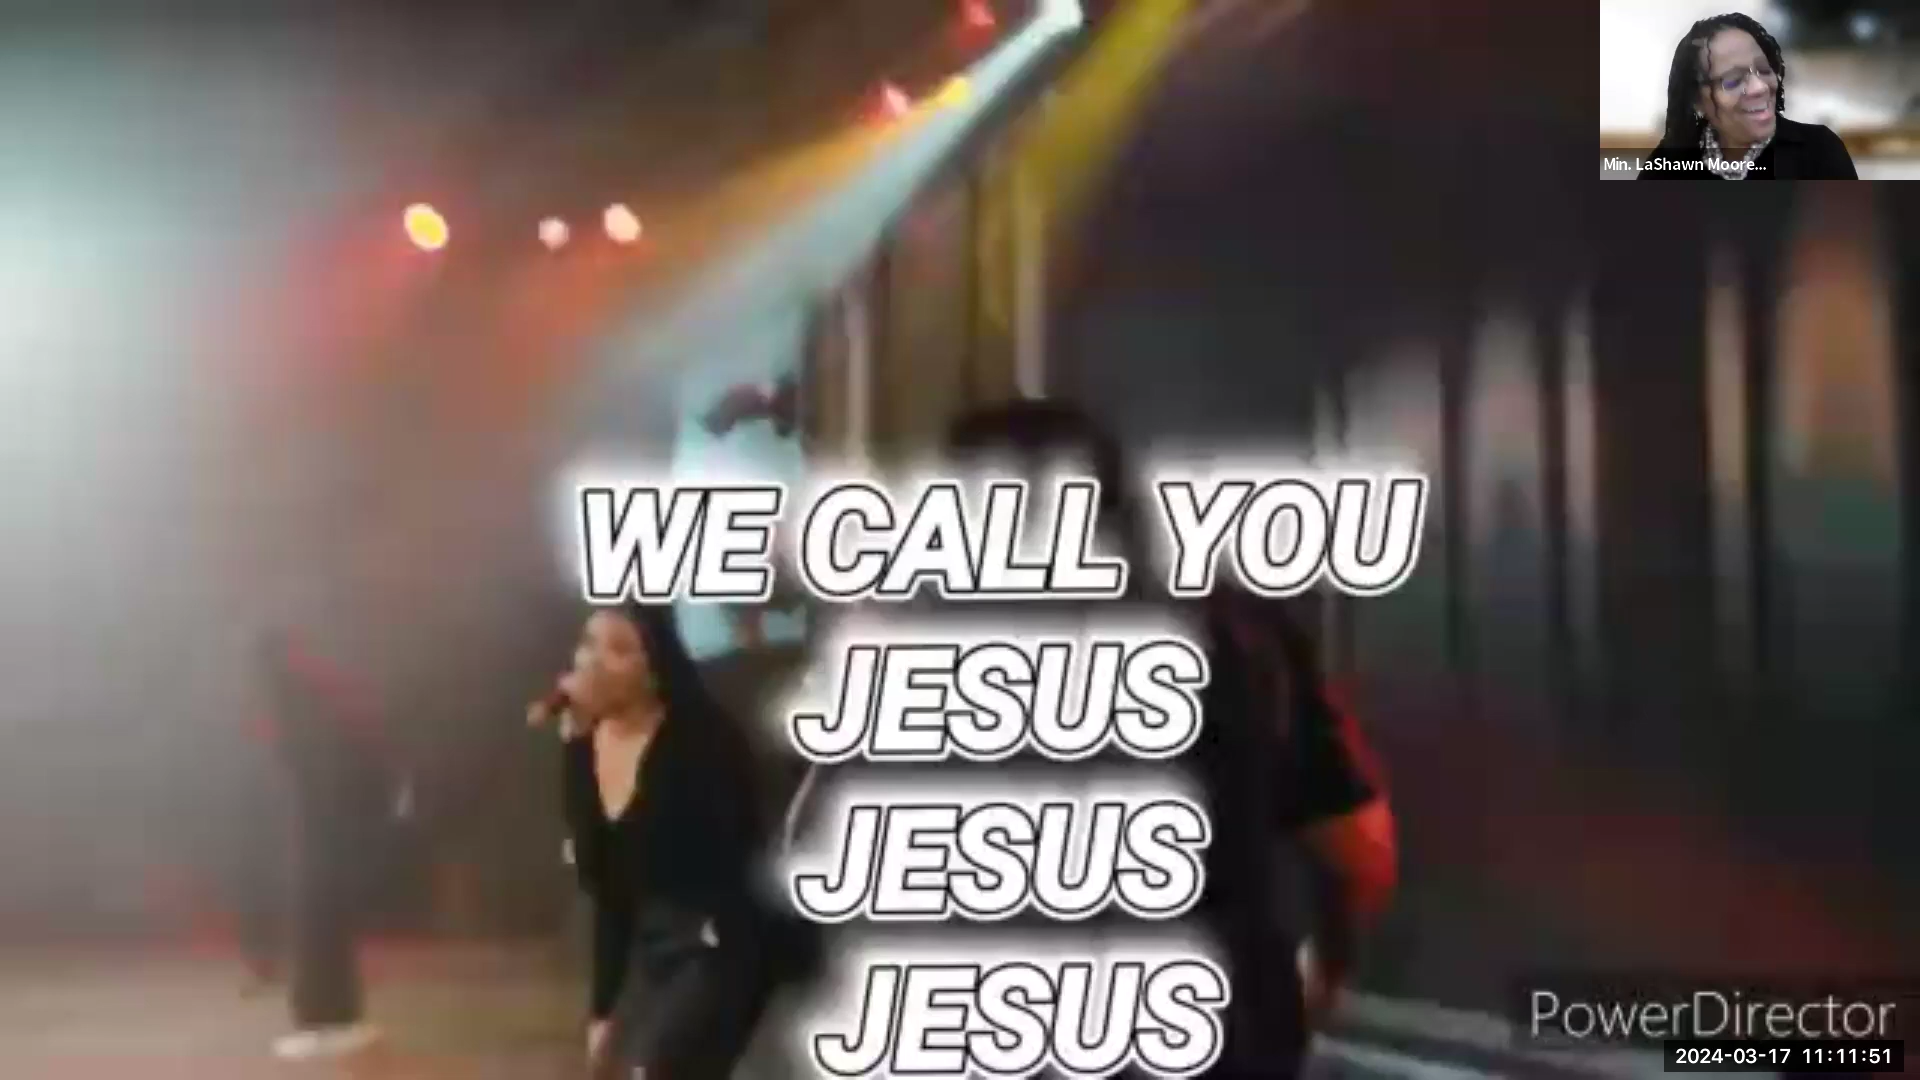 Min. LaShawn Moore...
WE CALL YOU
JESUS
JESUS
JESUS
PowerDirector
2024-03-17 11:11:51